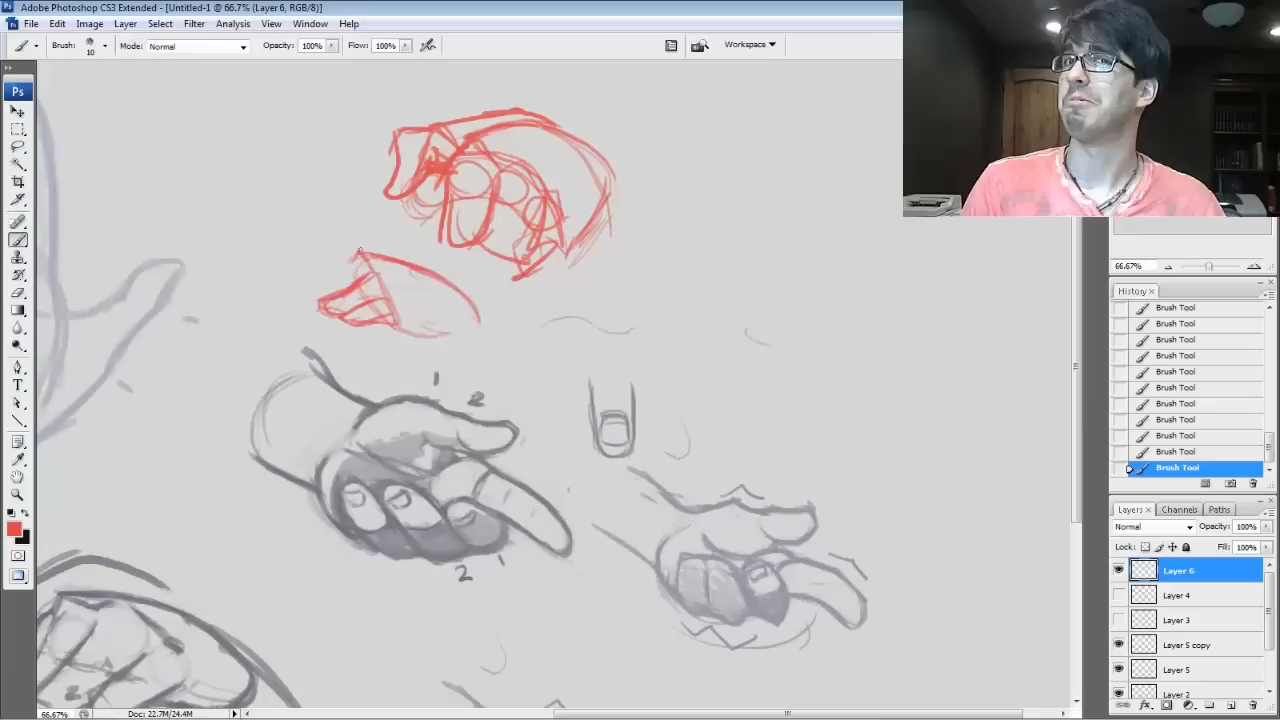 Adobe Photoshop CS3 Extended - [Untitled-1 @ 66.7% (Layer 6, RGB/8)]
File Edit Image Layer Select Filter Analysis View Window Help
Brush: 10 Mode: Normal Opacity: 100% Flow: 100% Workspace
Ps
66.67%
History x
Brush Tool
Brush Tool
Brush Tool
Brush Tool
Brush Tool
Brush Tool
Brush Tool
Brush Tool
Brush Tool
Brush Tool
Brush Tool
Layers x Channels Paths
Normal Opacity: 100%
Lock: Fill: 100%
Layer 6
Layer 4
Layer 3
Layer 5 copy
Layer 5
Layer 2
1 2
2
66.67% Doc: 22.7M/24.4M